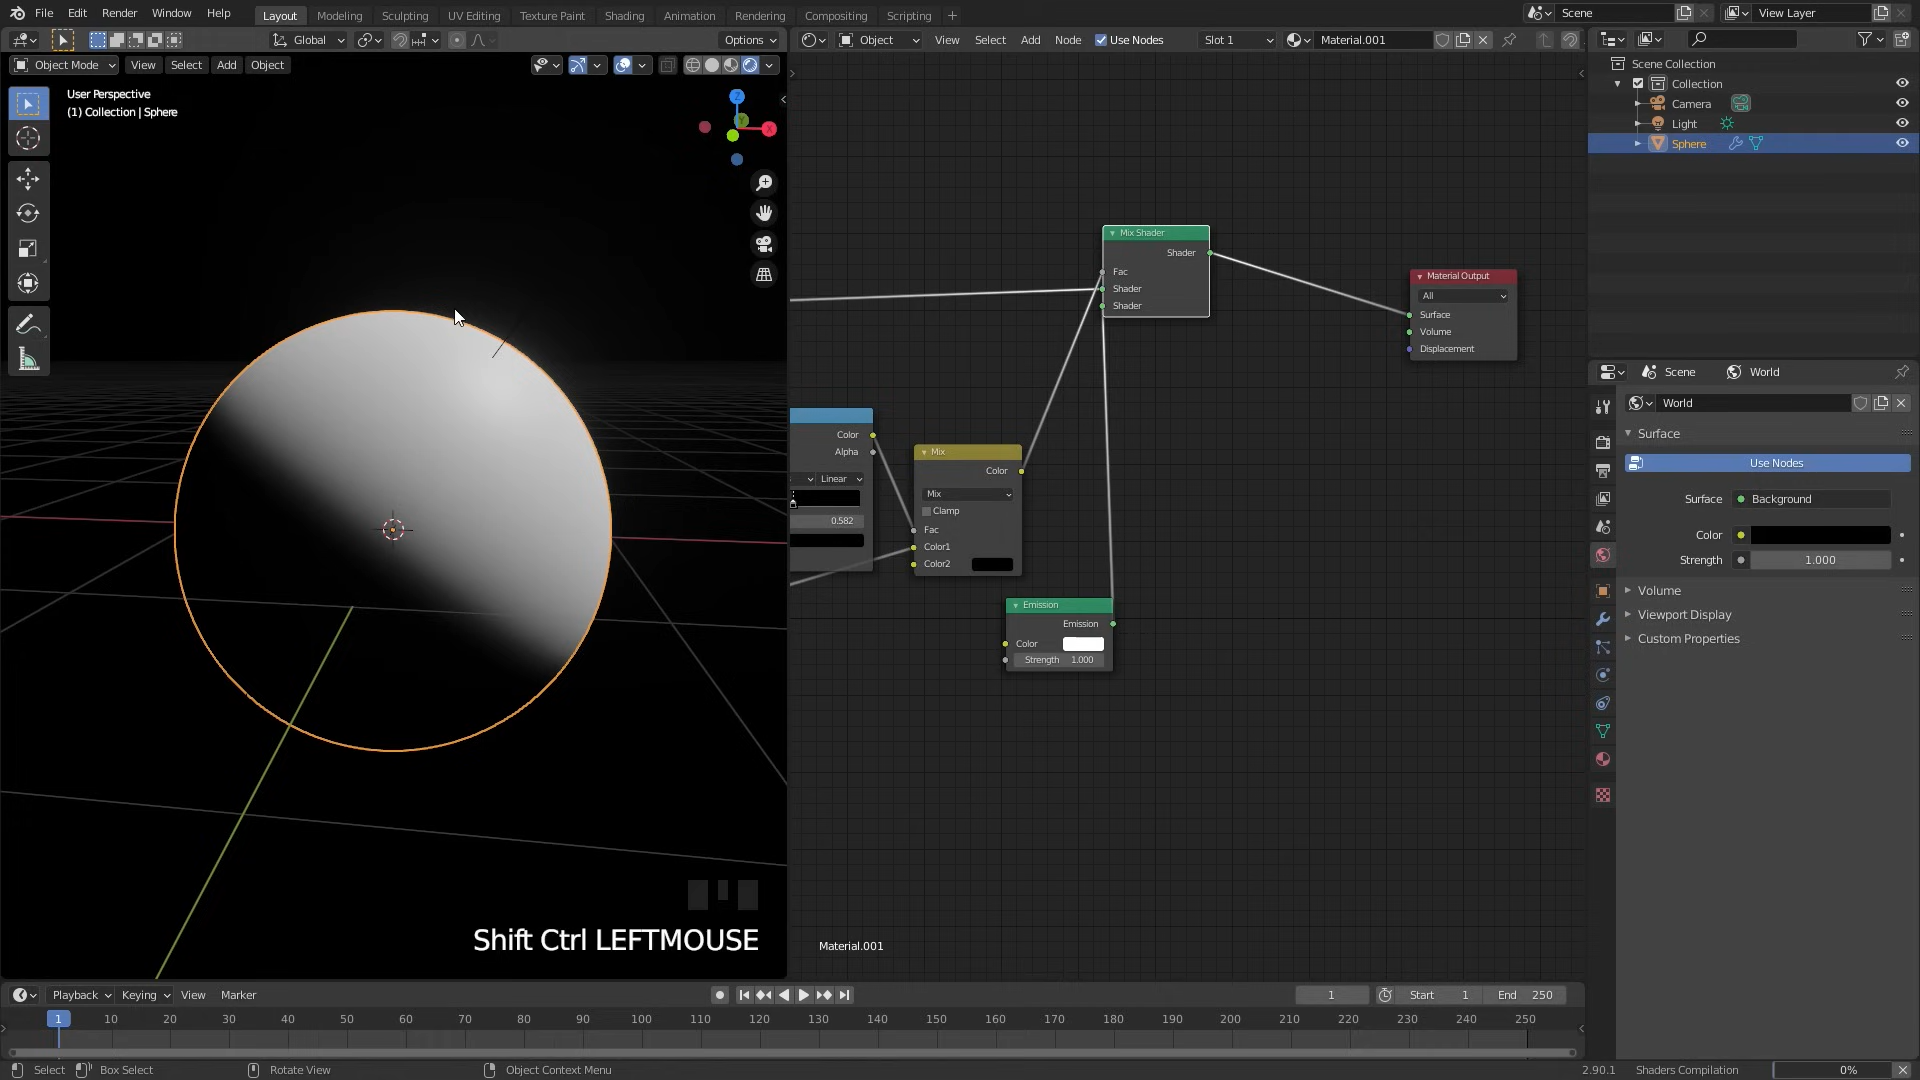 File Edit Render Window Help Layout Modeling Sculpting UV Editing Texture Paint Shading Animation Rendering Compositing Scripting + Scene View Layer
Global Options Object View Select Add Node Use Nodes Slot 1 Material.001
Object Mode View Select Add Object
User Perspective
(1) Collection | Sphere
Z
Y
X
Scene Collection
Collection
Camera
Light
Sphere
Mix Shader
Shader
Fac
Shader
Shader
Material Output
All
Surface
Volume
Displacement
Color
Alpha
Linear
0.582
Mix
Color
Mix
Clamp
Fac
Color1
Color2
Emission
Emission
Color
Strength 1.000
Scene World
World
Surface
Use Nodes
Surface Background
Color
Strength 1.000
Volume
Viewport Display
Custom Properties
Shift Ctrl LEFTMOUSE
Material.001
Playback Keying View Marker 1 Start 1 End 250
1 10 20 30 40 50 60 70 80 90 100 110 120 130 140 150 160 170 180 190 200 210 220 230 240 250
Select Box Select Rotate View Object Context Menu 2.90.1 Shaders Compilation 0%